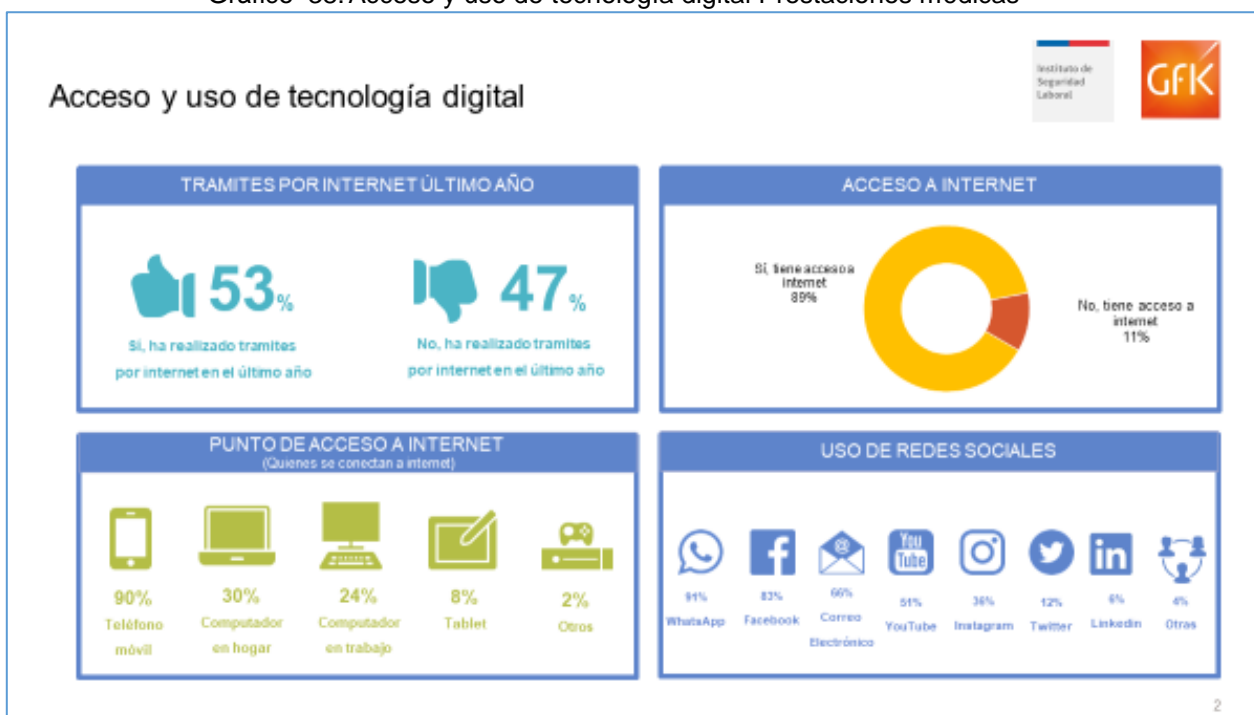 Acceso y uso de tecnología digital
Instituto de
Seguridad
Laboral
GfK
TRAMITES POR INTERNET ÚLTIMO AÑO
53%
Sí, ha realizado tramites
por internet en el último año
47%
No, ha realizado tramites
por internet en el último año
ACCESO A INTERNET
Sí, tiene acceso a
internet
89%
No, tiene acceso a
internet
11%
PUNTO DE ACCESO A INTERNET
(Quienes se conectan a internet)
90%
Teléfono
móvil
30%
Computador
en hogar
24%
Computador
en trabajo
8%
Tablet
2%
Otros
USO DE REDES SOCIALES
You
Tube
in
91%
WhatsApp
83%
Facebook
66%
Correo
Electrónico
51%
YouTube
36%
Instagram
12%
Twitter
6%
Linkedin
4%
Otras
2